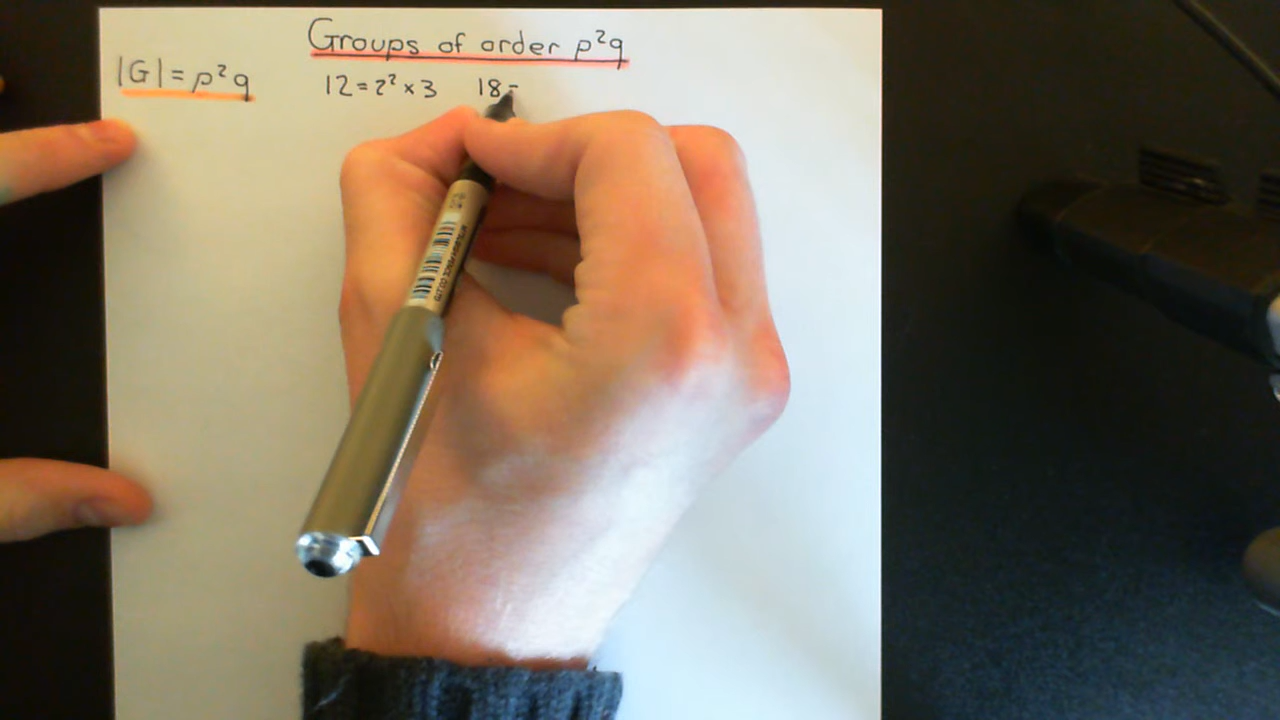 Groups of order p²q
|G| = p²q 12=2²×3 18=